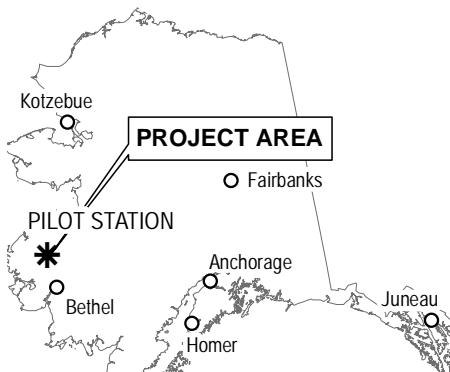 Kotzebue
PROJECT AREA
Fairbanks
PILOT STATION
Anchorage
Bethel
Juneau
Homer